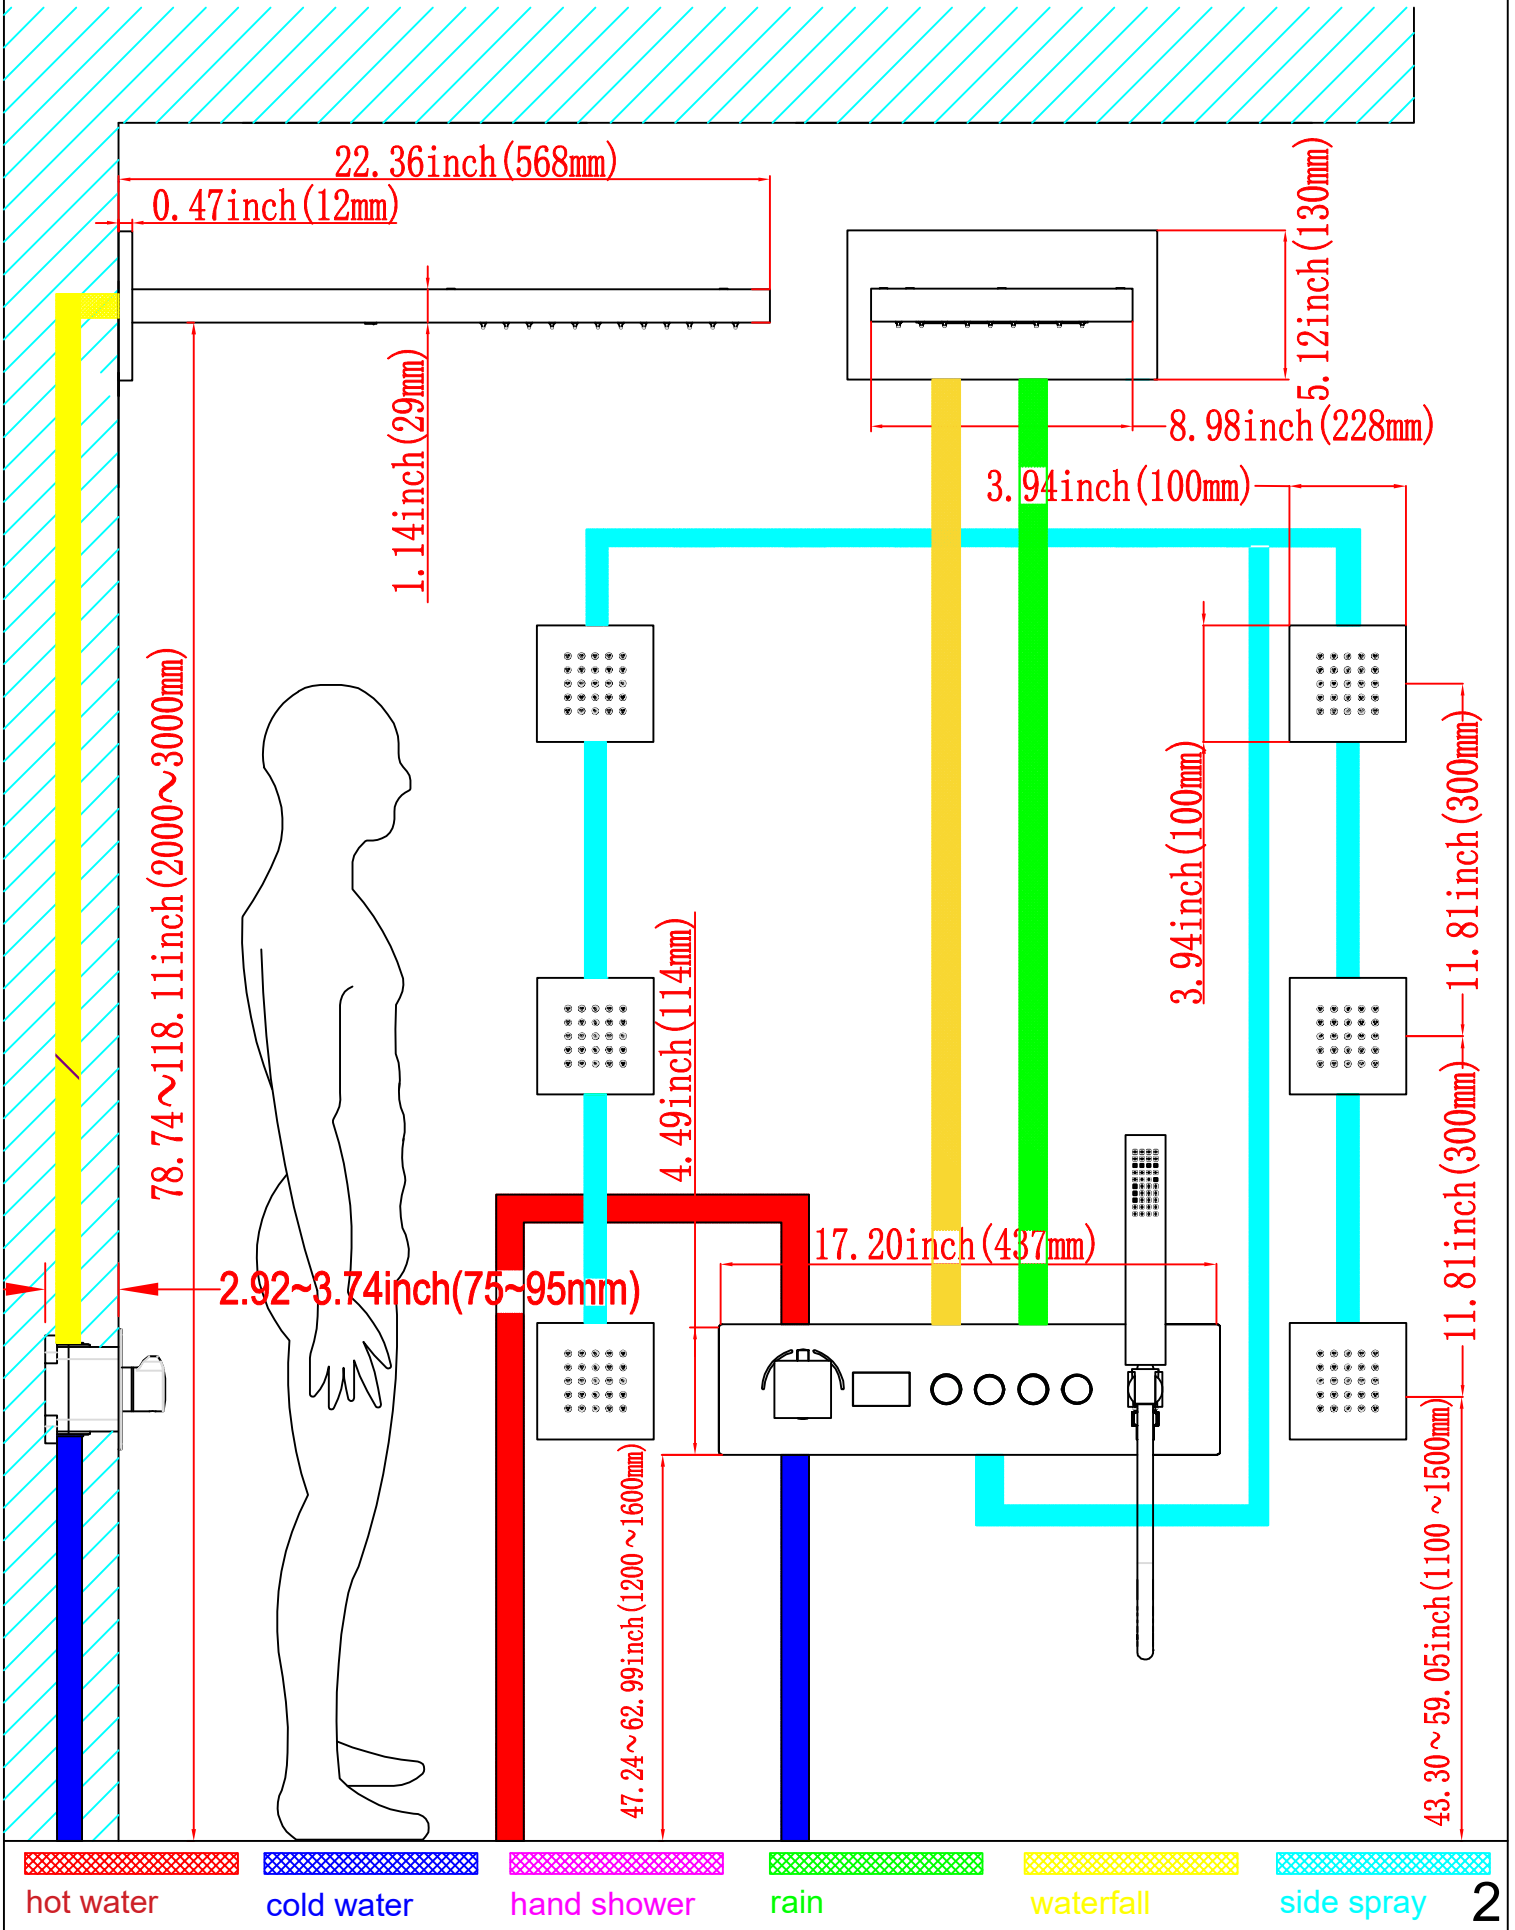 22.36inch(568mm)
0.47inch(12mm)
5.12inch(130mm)
1.14inch(29mm)
8.98inch(228mm)
3.94inch(100mm)
78.74~118.11inch(2000~3000mm)
3.94inch(100mm)
11.81inch(300mm)
4.49inch(114mm)
11.81inch(300mm)
17.20inch(437mm)
2.92~3.74inch(75~95mm)
47.24~62.99inch(1200~1600mm)
43.30~59.05inch(1100~1500mm)
hot water
cold water
hand shower
rain
waterfall
side spray
2